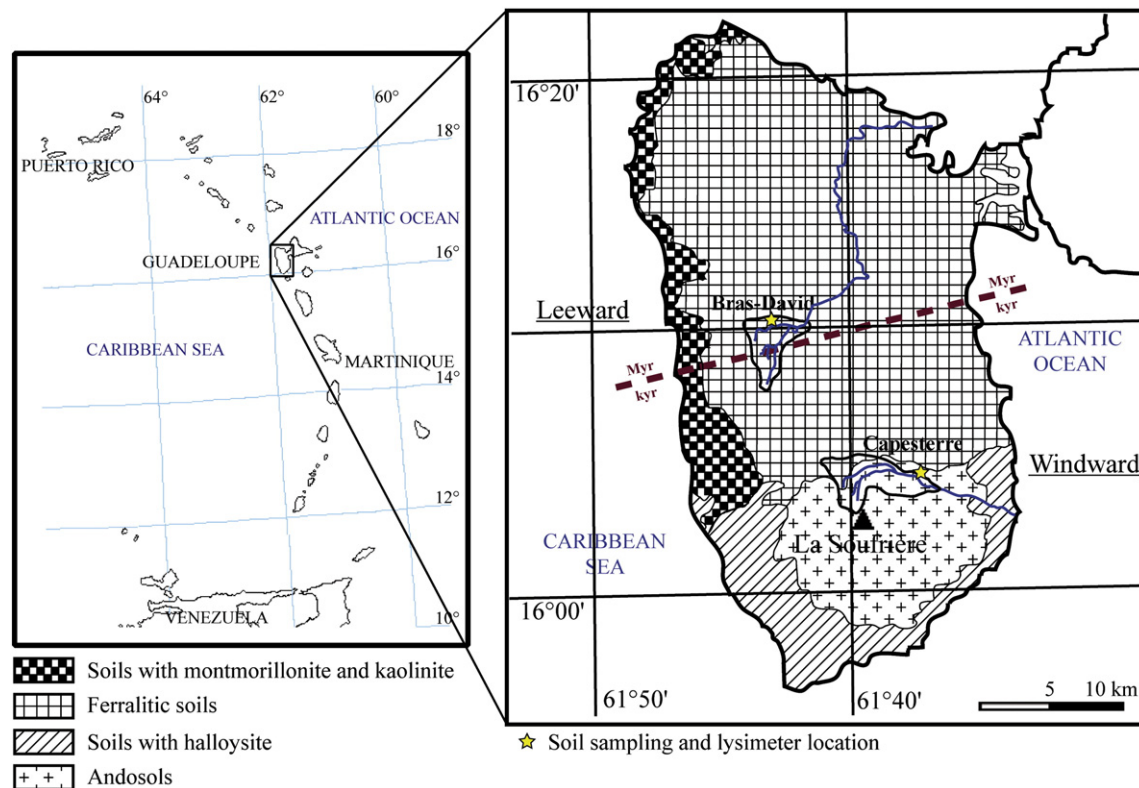 64°
62°
60°
18°
PUERTO RICO
ATLANTIC OCEAN
16°
GUADELOUPE
CARIBBEAN SEA
MARTINIQUE
14°
12°
VENEZUELA
10°
16°20'
Bras-David
Leeward
Myr
kyr
ATLANTIC
OCEAN
Myr
kyr
Capesterre
Windward
La Soufrière
CARIBBEAN
SEA
16°00'
61°50'
61°40'
5
10 km
Soils with montmorillonite and kaolinite
Ferralitic soils
Soils with halloysite
Andosols
Soil sampling and lysimeter location